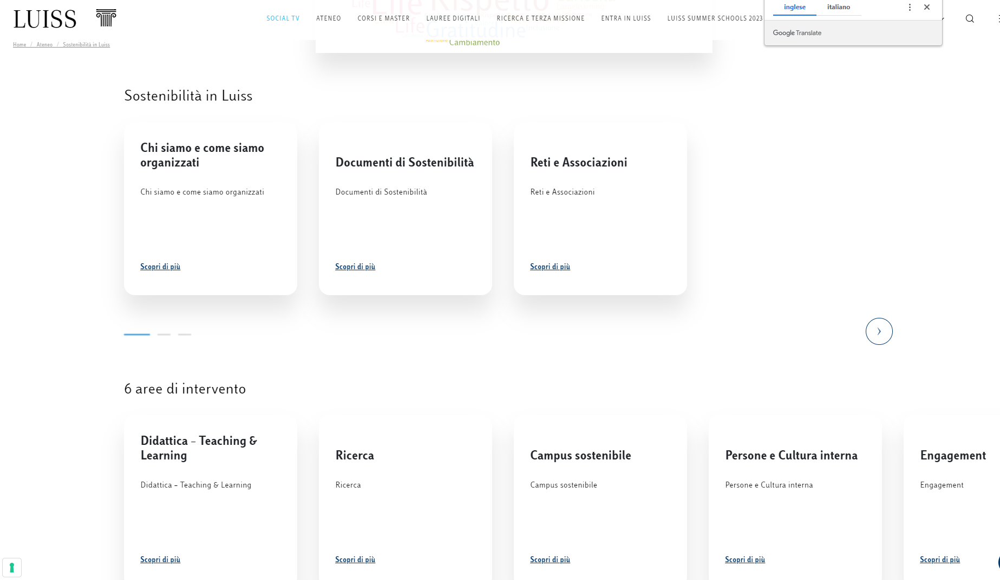 LUISS
SOCIAL TV ATENEO CORSI E MASTER LAUREE DIGITALI RICERCA E TERZA MISSIONE ENTRA IN LUISS LUISS SUMMER SCHOOLS 2023
inglese italiano
Google Translate
Home / Ateneo / Sostenibilità in Luiss
Life Life Rispetto
Life Gratitudine
Cambiamento
Sostenibilità in Luiss
Chi siamo e come siamo
organizzati
Chi siamo e come siamo organizzati
Scopri di più
Documenti di Sostenibilità
Documenti di Sostenibilità
Scopri di più
Reti e Associazioni
Reti e Associazioni
Scopri di più
6 aree di intervento
Didattica – Teaching &
Learning
Didattica – Teaching & Learning
Scopri di più
Ricerca
Ricerca
Scopri di più
Campus sostenibile
Campus sostenibile
Scopri di più
Persone e Cultura interna
Persone e Cultura interna
Scopri di più
Engagement
Engagement
Scopri di più